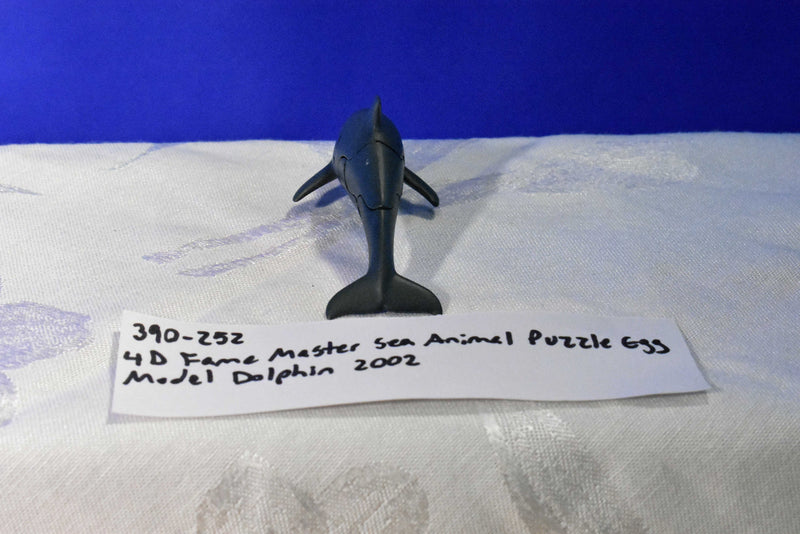 390-252
4D Fame Master Sea Animal Puzzle Egg
Model Dolphin 2002